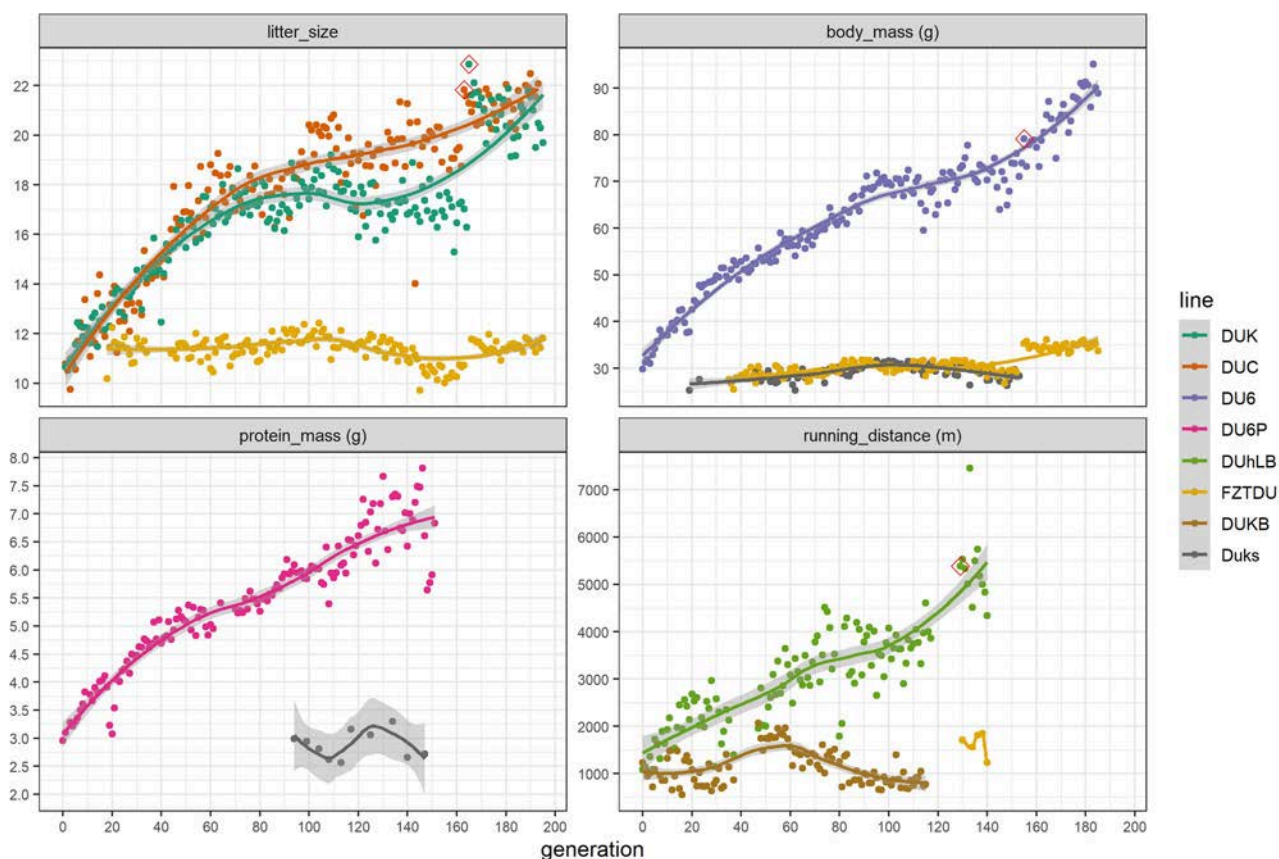 litter_size
22
20
18
16
14
12
10
body_mass (g)
90
80
70
60
50
40
30
protein_mass (g)
8.0
7.5
7.0
6.5
6.0
5.5
5.0
4.5
4.0
3.5
3.0
2.5
2.0
0 20 40 60 80 100 120 140 160 180 200
running_distance (m)
7000
6000
5000
4000
3000
2000
1000
0 20 40 60 80 100 120 140 160 180 200
generation
line
DUK
DUC
DU6
DU6P
DUhLB
FZTDU
DUKB
Duks